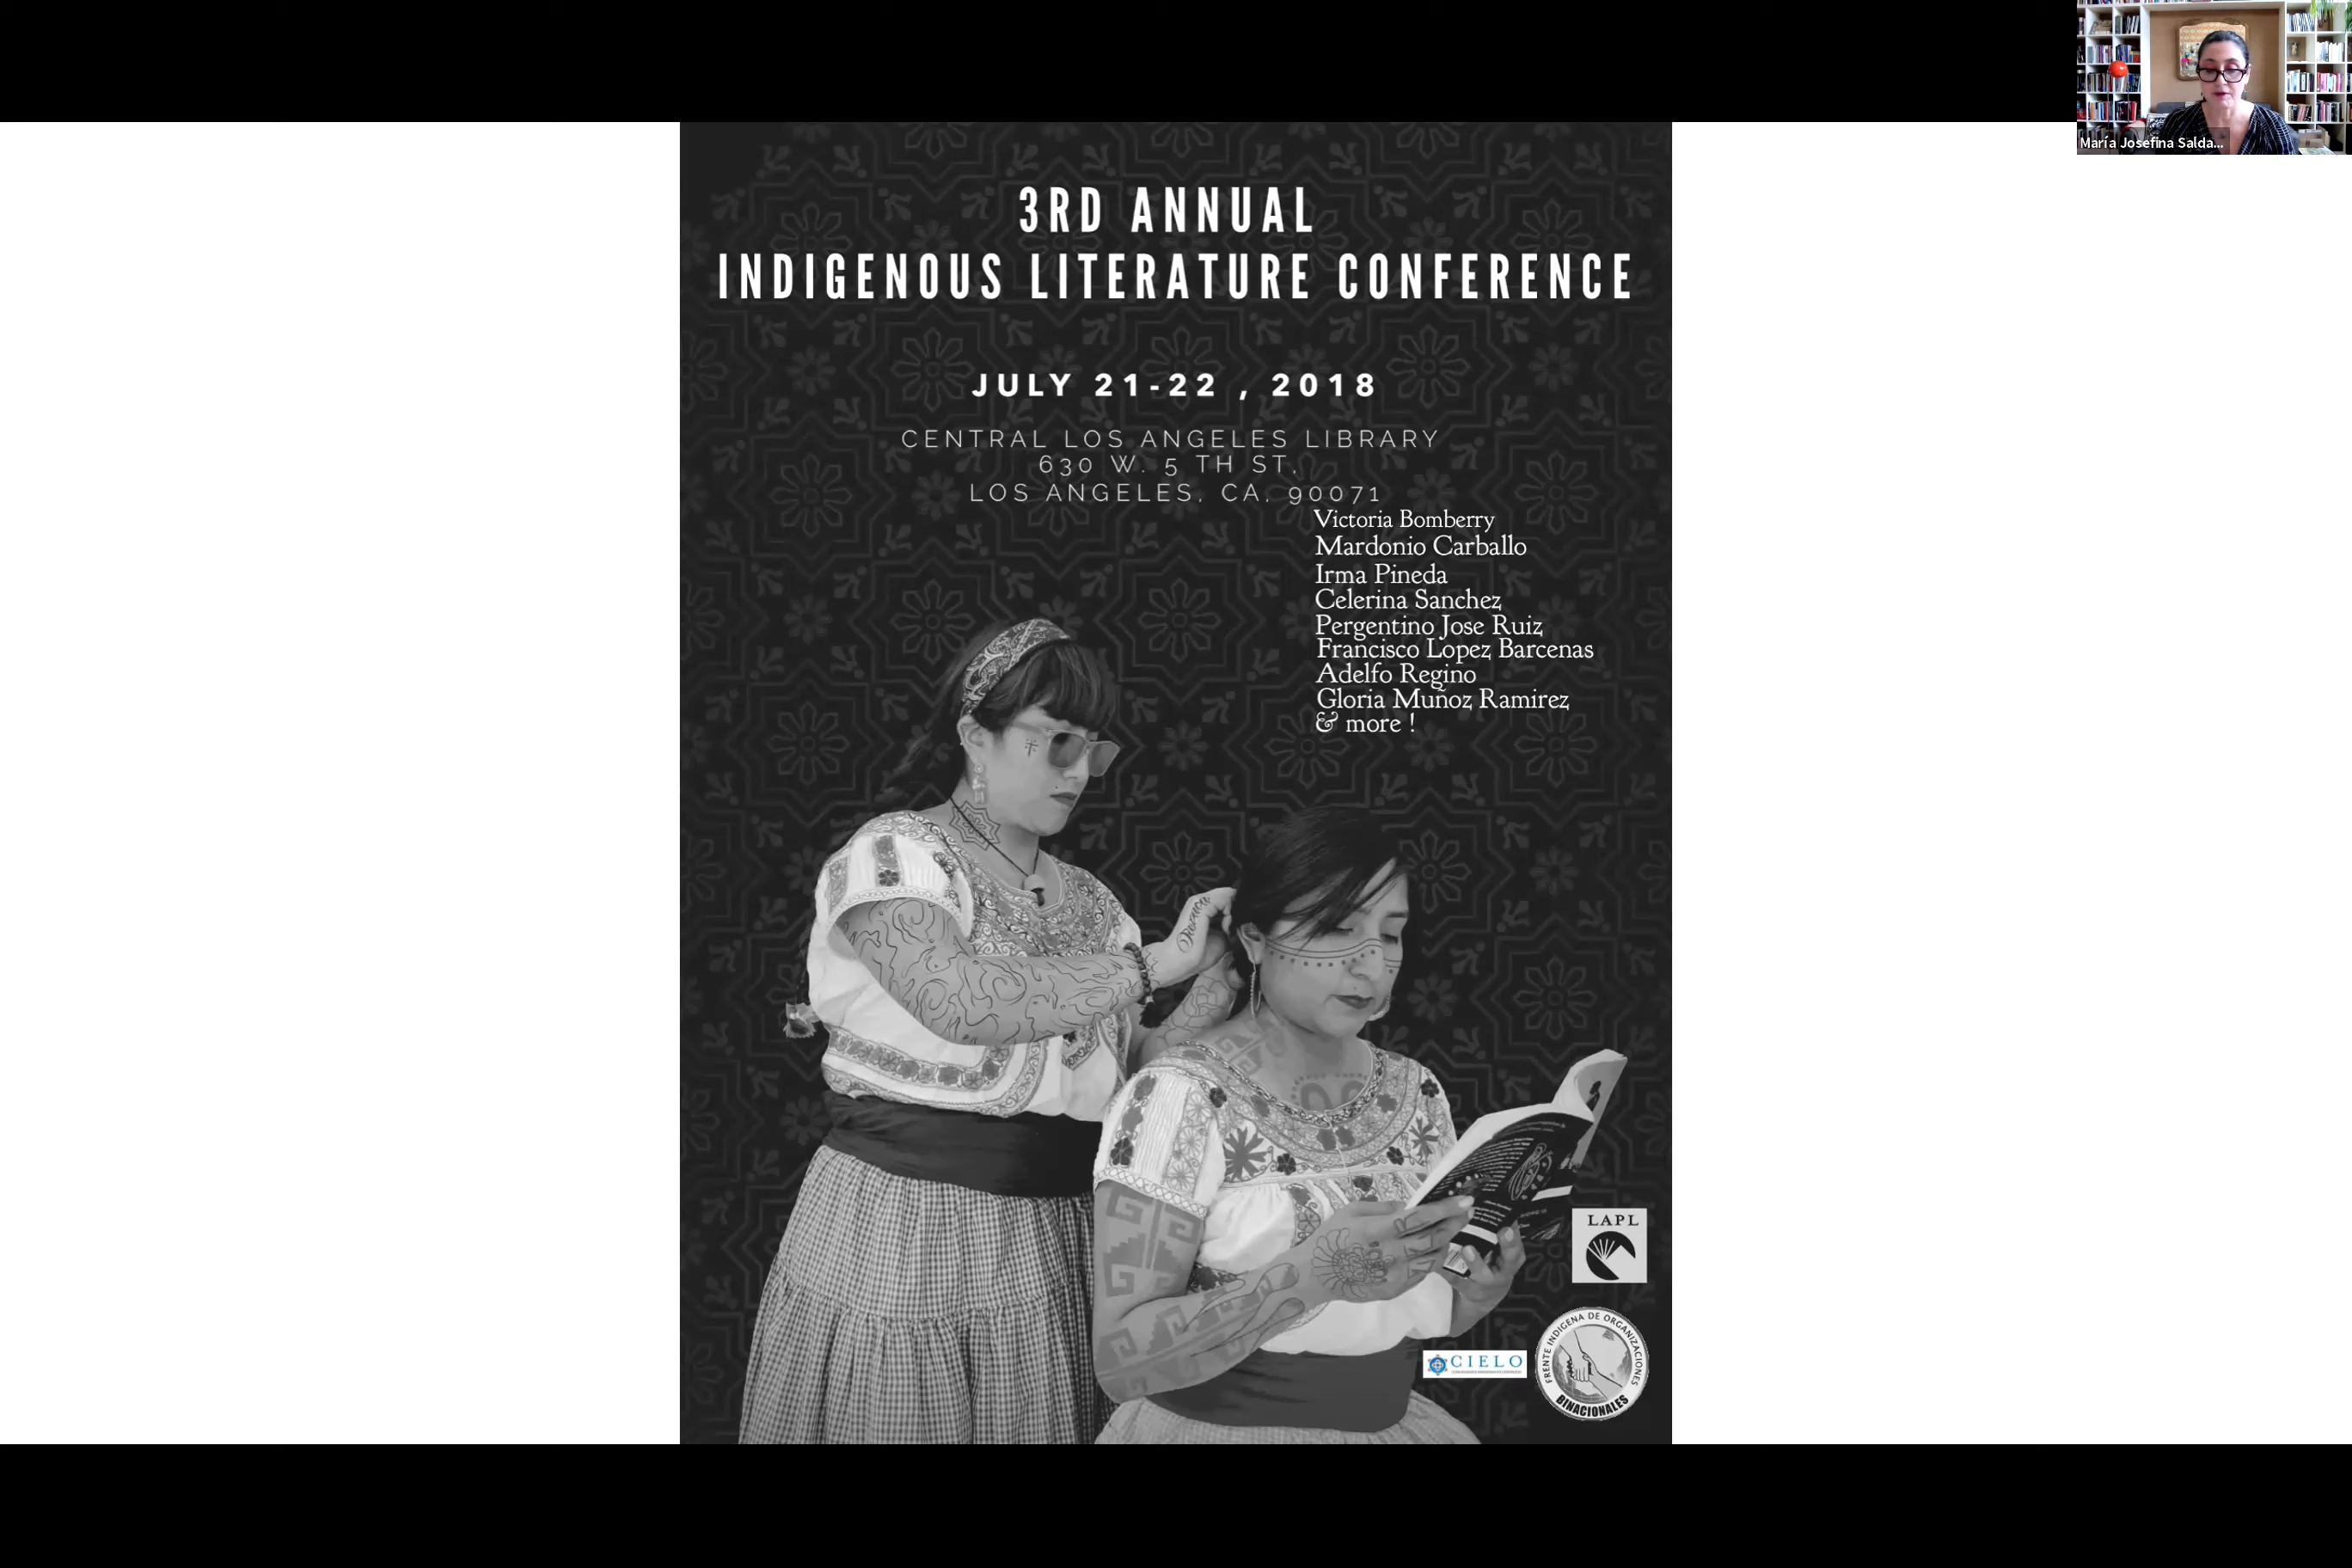 3RD ANNUAL
INDIGENOUS LITERATURE CONFERENCE
JULY 21-22 , 2018
CENTRAL LOS ANGELES LIBRARY
630 W. 5 TH ST.
LOS ANGELES, CA. 90071
Victoria Bomberry
Mardonio Carballo
Irma Pineda
Celerina Sanchez
Pergentino Jose Ruiz
Francisco Lopez Barcenas
Adelfo Regino
Gloria Muñoz Ramirez
& more !
LAPL
CIELO
FRENTE INDIGENA DE ORGANIZACIONES
BINACIONALES
María Josefina Salda...